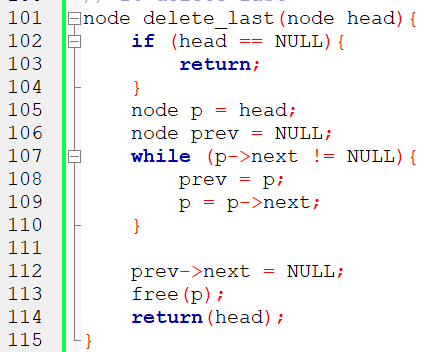 101 node delete_last(node head){
102     if (head == NULL){
103         return;
104     }
105     node p = head;
106     node prev = NULL;
107     while (p->next != NULL){
108         prev = p;
109         p = p->next;
110     }
111
112     prev->next = NULL;
113     free(p);
114     return(head);
115 }